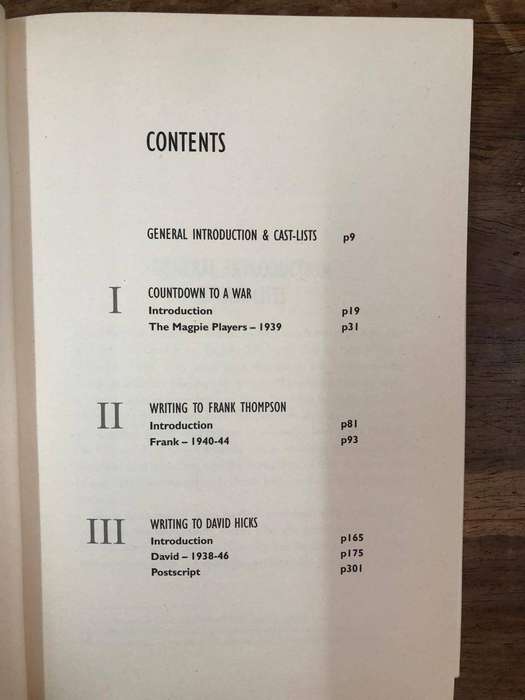 CONTENTS
GENERAL INTRODUCTION & CAST-LISTS p9
I COUNTDOWN TO A WAR
Introduction p19
The Magpie Players – 1939 p31
II WRITING TO FRANK THOMPSON
Introduction p81
Frank – 1940-44 p93
III WRITING TO DAVID HICKS
Introduction p165
David – 1938-46 p175
Postscript p301